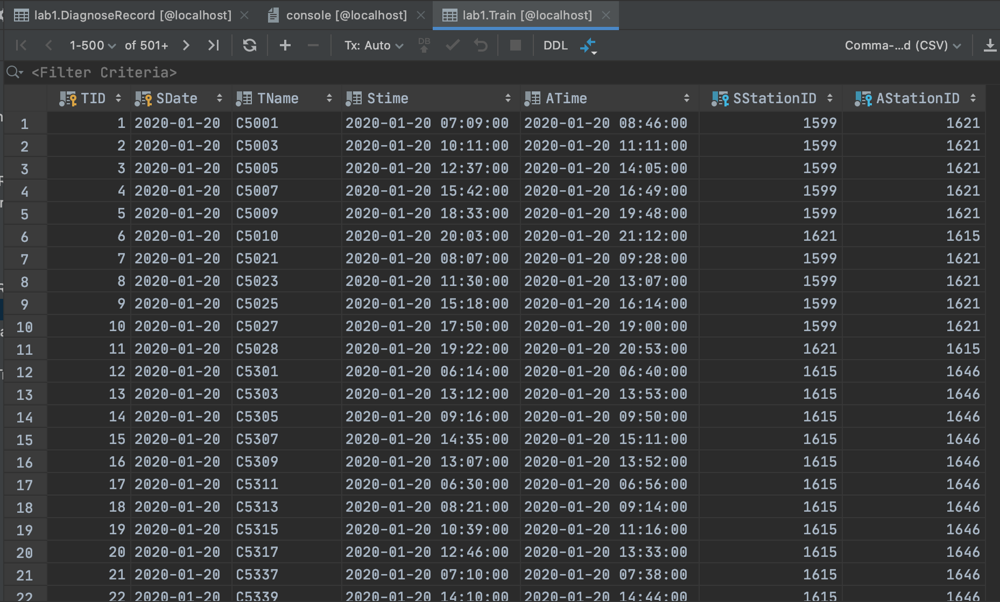 lab1.DiagnoseRecord [@localhost] console [@localhost] lab1.Train [@localhost]
1-500 of 501+ Tx: Auto DB DDL Comma-...d (CSV)
<Filter Criteria>
TID SDate TName Stime ATime SStationID AStationID
1 1 2020-01-20 C5001 2020-01-20 07:09:00 2020-01-20 08:46:00 1599 1621
2 2 2020-01-20 C5003 2020-01-20 10:11:00 2020-01-20 11:11:00 1599 1621
3 3 2020-01-20 C5005 2020-01-20 12:37:00 2020-01-20 14:05:00 1599 1621
4 4 2020-01-20 C5007 2020-01-20 15:42:00 2020-01-20 16:49:00 1599 1621
5 5 2020-01-20 C5009 2020-01-20 18:33:00 2020-01-20 19:48:00 1599 1621
6 6 2020-01-20 C5010 2020-01-20 20:03:00 2020-01-20 21:12:00 1621 1615
7 7 2020-01-20 C5021 2020-01-20 08:07:00 2020-01-20 09:28:00 1599 1621
8 8 2020-01-20 C5023 2020-01-20 11:30:00 2020-01-20 13:07:00 1599 1621
9 9 2020-01-20 C5025 2020-01-20 15:18:00 2020-01-20 16:14:00 1599 1621
10 10 2020-01-20 C5027 2020-01-20 17:50:00 2020-01-20 19:00:00 1599 1621
11 11 2020-01-20 C5028 2020-01-20 19:22:00 2020-01-20 20:53:00 1621 1615
12 12 2020-01-20 C5301 2020-01-20 06:14:00 2020-01-20 06:40:00 1615 1646
13 13 2020-01-20 C5303 2020-01-20 13:12:00 2020-01-20 13:53:00 1615 1646
14 14 2020-01-20 C5305 2020-01-20 09:16:00 2020-01-20 09:50:00 1615 1646
15 15 2020-01-20 C5307 2020-01-20 14:35:00 2020-01-20 15:11:00 1615 1646
16 16 2020-01-20 C5309 2020-01-20 13:07:00 2020-01-20 13:52:00 1615 1646
17 17 2020-01-20 C5311 2020-01-20 06:30:00 2020-01-20 06:56:00 1615 1646
18 18 2020-01-20 C5313 2020-01-20 08:21:00 2020-01-20 09:14:00 1615 1646
19 19 2020-01-20 C5315 2020-01-20 10:39:00 2020-01-20 11:16:00 1615 1646
20 20 2020-01-20 C5317 2020-01-20 12:46:00 2020-01-20 13:33:00 1615 1646
21 21 2020-01-20 C5337 2020-01-20 07:10:00 2020-01-20 07:38:00 1615 1646
22 22 2020-01-20 C5339 2020-01-20 14:10:00 2020-01-20 14:44:00 1615 1646